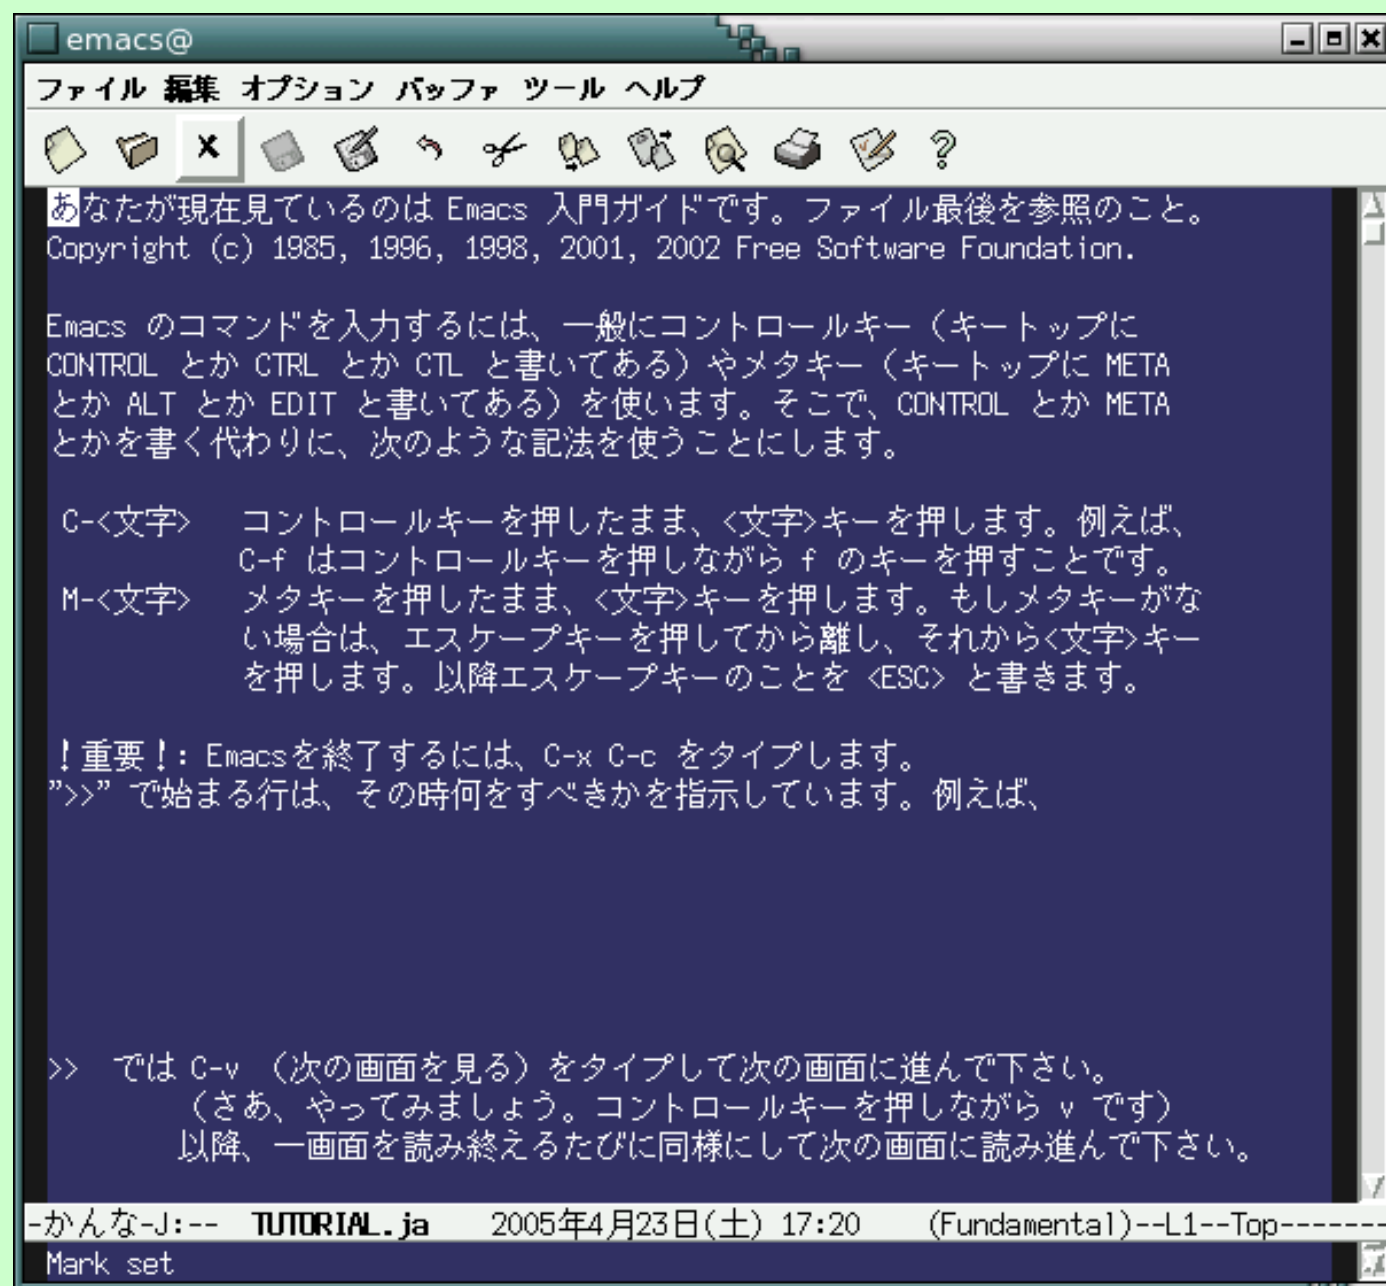 emacs@
ファイル 編集 オプション バッファ ツール ヘルプ
あなたが現在見ているのは Emacs 入門ガイドです。ファイル最後を参照のこと。
Copyright (c) 1985, 1996, 1998, 2001, 2002 Free Software Foundation.
Emacs のコマンドを入力するには、一般にコントロールキー（キートップに
CONTROL とか CTRL とか CTL と書いてある）やメタキー（キートップに META
とか ALT とか EDIT と書いてある）を使います。そこで、CONTROL とか META
とかを書く代わりに、次のような記法を使うことにします。
C-<文字>　コントロールキーを押したまま、<文字>キーを押します。例えば、
C-f はコントロールキーを押しながら f のキーを押すことです。
M-<文字>　メタキーを押したまま、<文字>キーを押します。もしメタキーがな
い場合は、エスケープキーを押してから離し、それから<文字>キー
を押します。以降エスケープキーのことを <ESC> と書きます。
！重要！: Emacsを終了するには、C-x C-c をタイプします。
">>" で始まる行は、その時何をすべきかを指示しています。例えば、
>>　では C-v （次の画面を見る）をタイプして次の画面に進んで下さい。
（さあ、やってみましょう。コントロールキーを押しながら v です）
以降、一画面を読み終えるたびに同様にして次の画面に読み進んで下さい。
-かんな-J:--  TUTORIAL.ja    2005年4月23日(土) 17:20    (Fundamental)--L1--Top-------
Mark set